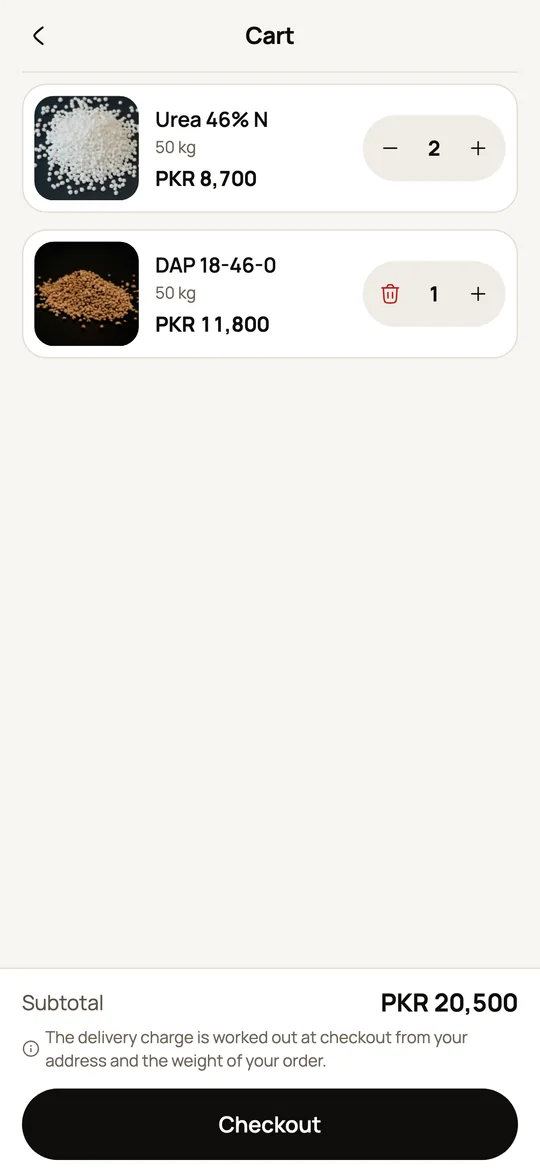 Cart
Urea 46% N
50 kg
PKR 8,700
2
DAP 18-46-0
50 kg
PKR 11,800
1
Subtotal
PKR 20,500
The delivery charge is worked out at checkout from your
address and the weight of your order.
Checkout